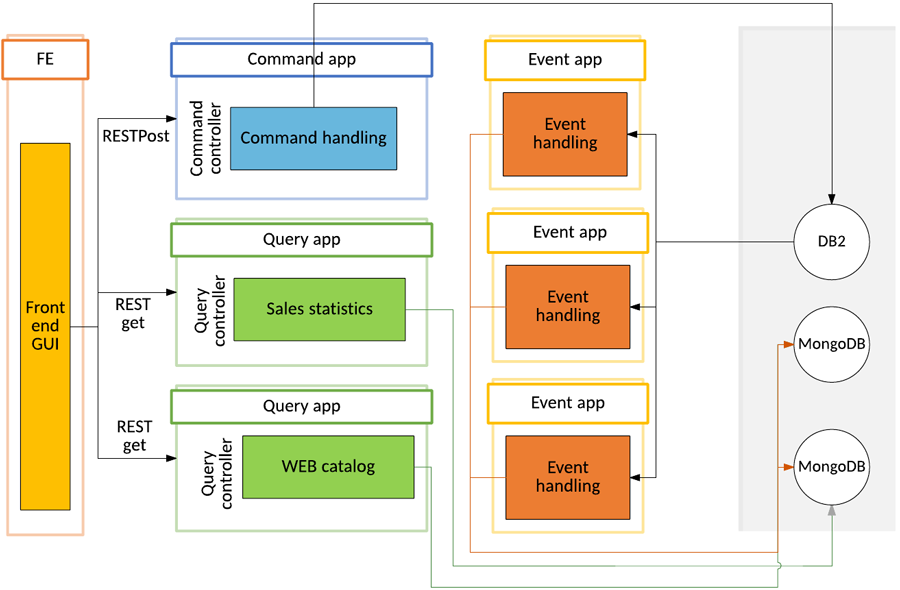 FE
Front
end
GUI
RESTPost
REST
get
REST
get
Command app
Command
controller
Command handling
Query app
Query
controller
Sales statistics
Query app
Query
controller
WEB catalog
Event app
Event
handling
Event app
Event
handling
Event app
Event
handling
DB2
MongoDB
MongoDB